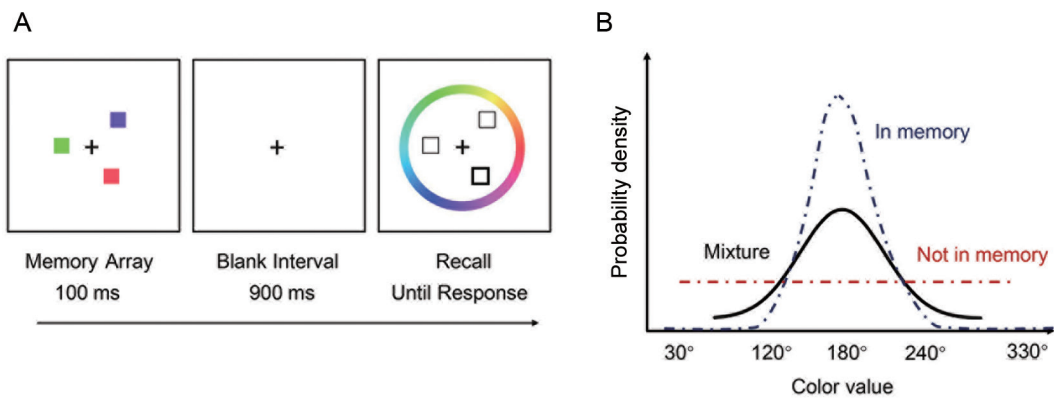 A
Memory Array
100 ms
Blank Interval
900 ms
Recall
Until Response
B
Probability density
In memory
Mixture
Not in memory
30° 120° 180° 240° 330°
Color value